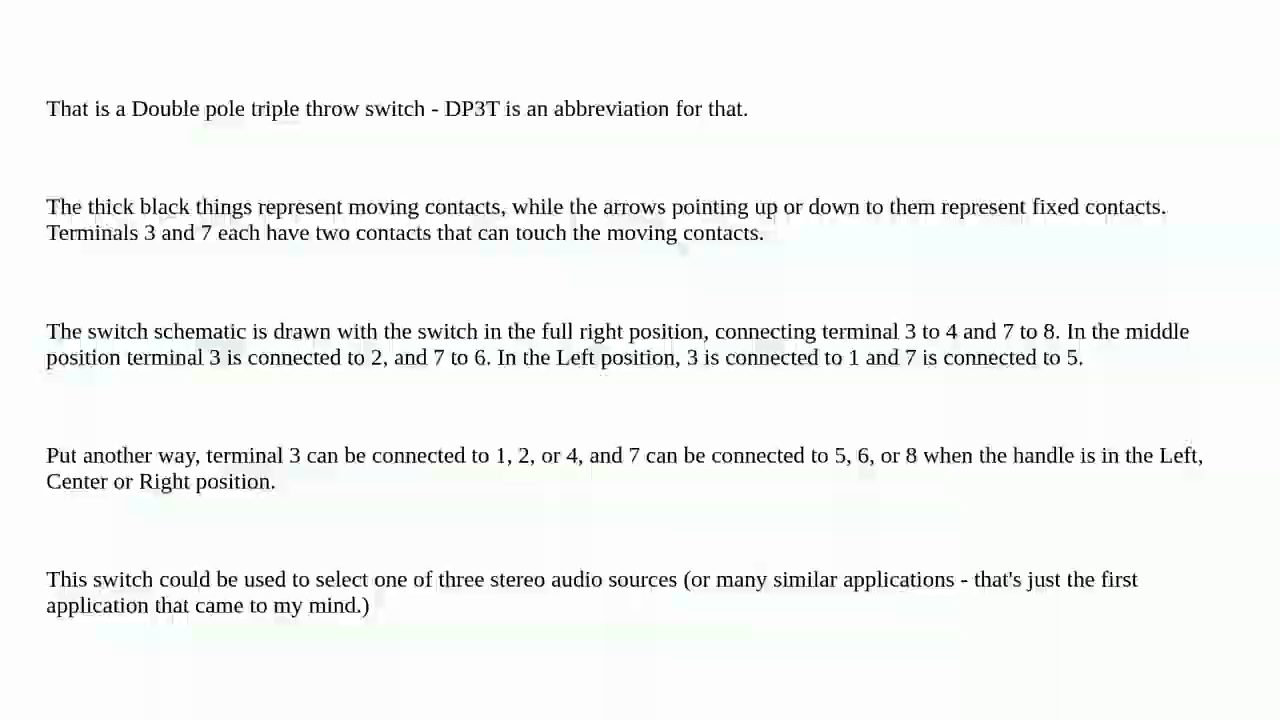 That is a Double pole triple throw switch - DP3T is an abbreviation for that.
The thick black things represent moving contacts, while the arrows pointing up or down to them represent fixed contacts.
Terminals 3 and 7 each have two contacts that can touch the moving contacts.
The switch schematic is drawn with the switch in the full right position, connecting terminal 3 to 4 and 7 to 8. In the middle
position terminal 3 is connected to 2, and 7 to 6. In the Left position, 3 is connected to 1 and 7 is connected to 5.
Put another way, terminal 3 can be connected to 1, 2, or 4, and 7 can be connected to 5, 6, or 8 when the handle is in the Left,
Center or Right position.
This switch could be used to select one of three stereo audio sources (or many similar applications - that's just the first
application that came to my mind.)